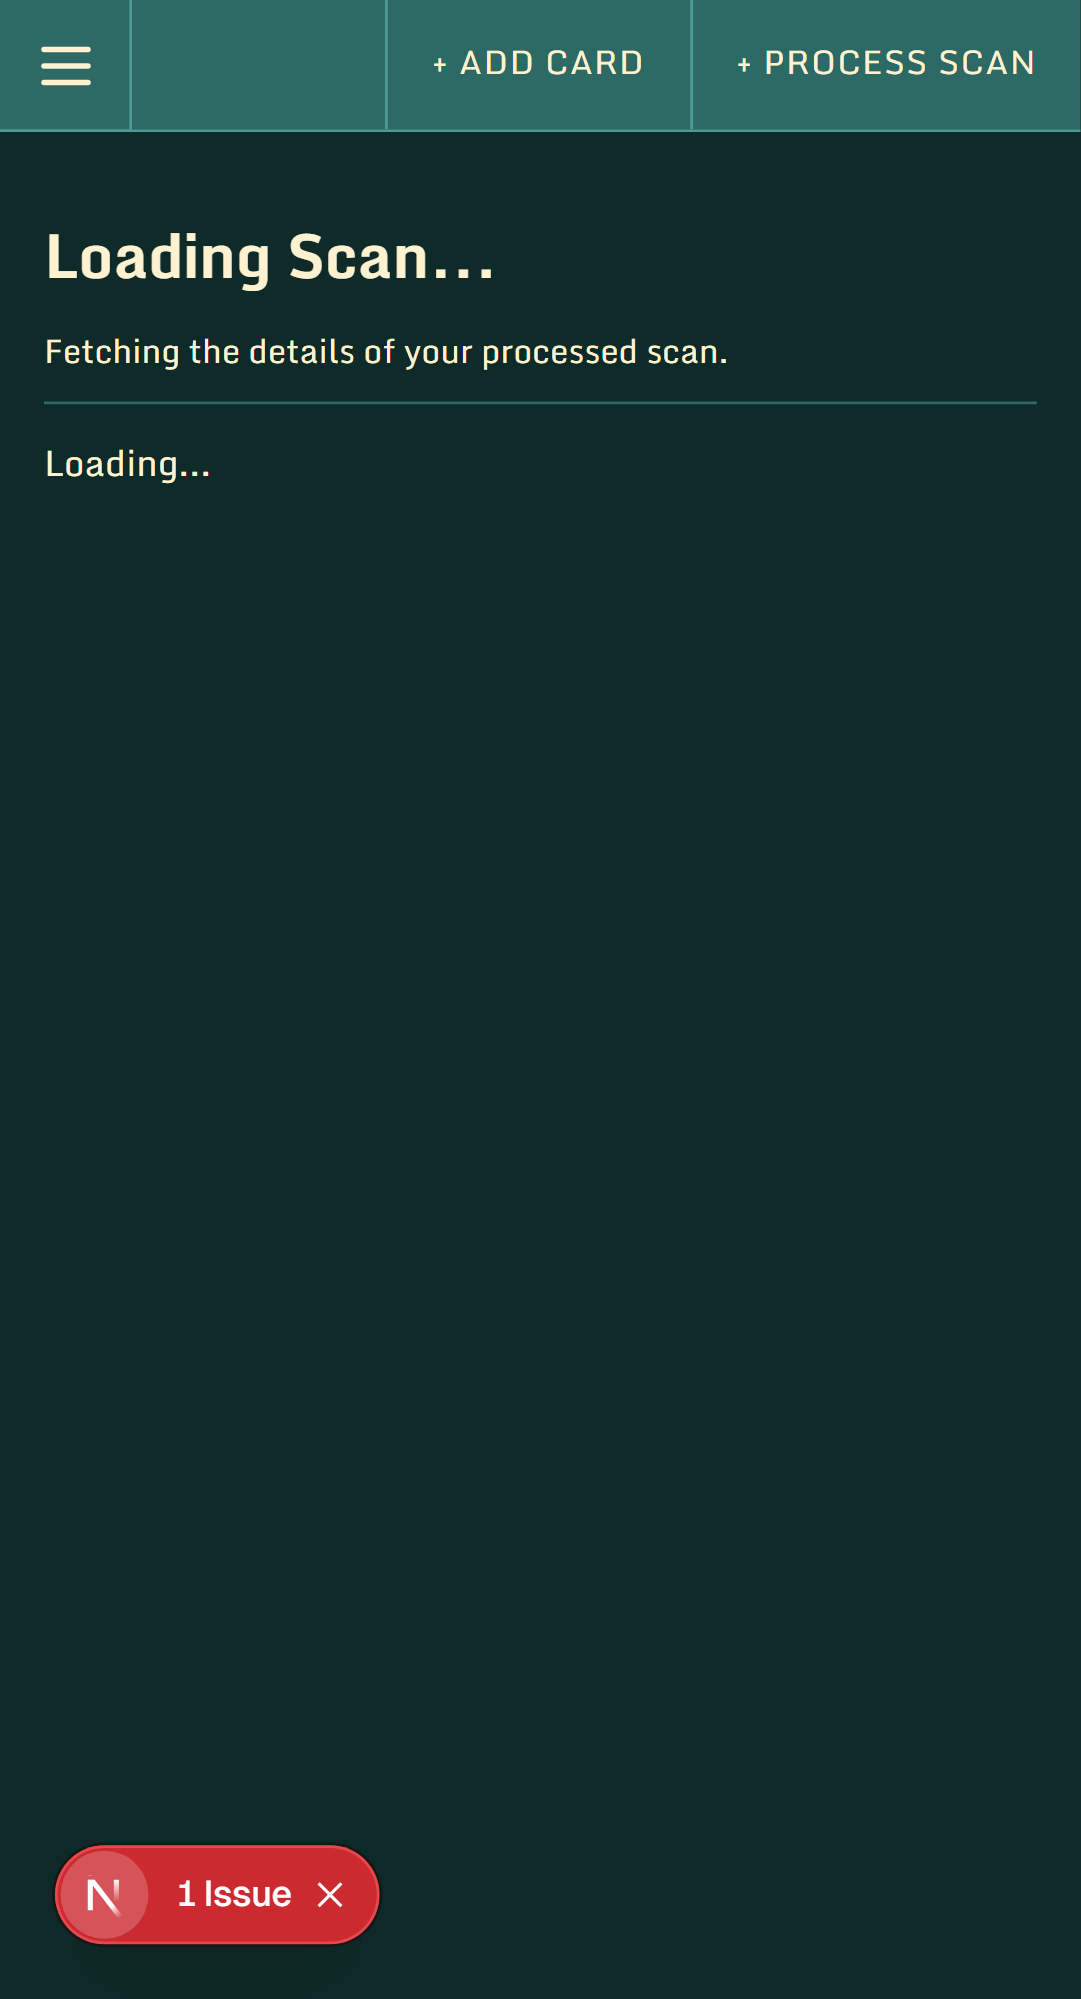 + ADD CARD
+ PROCESS SCAN
Loading Scan...
Fetching the details of your processed scan.
Loading...
N 1 Issue